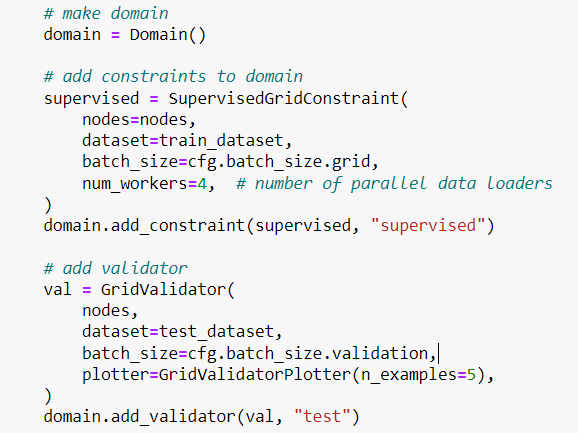 # make domain
domain = Domain()
# add constraints to domain
supervised = SupervisedGridConstraint(
    nodes=nodes,
    dataset=train_dataset,
    batch_size=cfg.batch_size.grid,
    num_workers=4,  # number of parallel data loaders
)
domain.add_constraint(supervised, "supervised")
# add validator
val = GridValidator(
    nodes,
    dataset=test_dataset,
    batch_size=cfg.batch_size.validation,
    plotter=GridValidatorPlotter(n_examples=5),
)
domain.add_validator(val, "test")